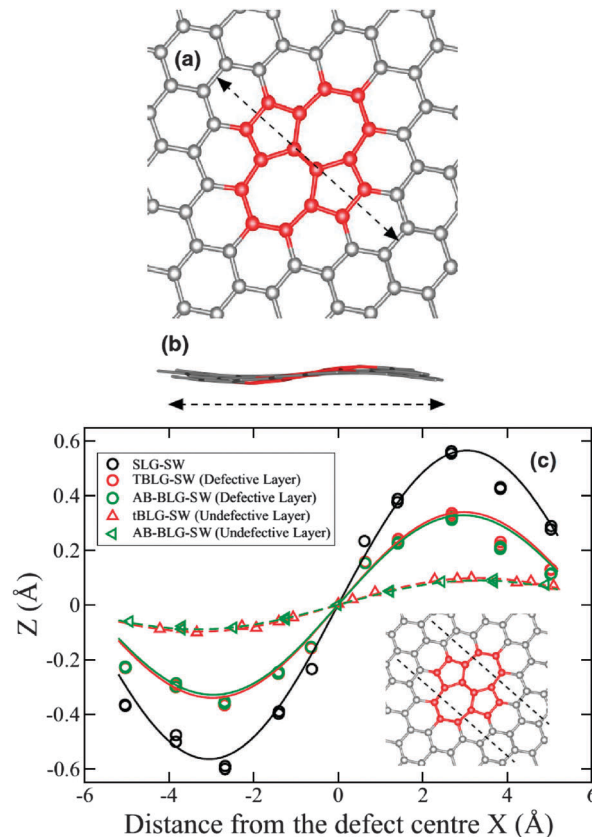 (a)
(b)
(c)
SLG-SW
TBLG-SW (Defective Layer)
AB-BLG-SW (Defective Layer)
tBLG-SW (Undefective Layer)
AB-BLG-SW (Undefective Layer)
0.6
0.4
0.2
0
-0.2
-0.4
-0.6
Z (Å)
-6 -4 -2 0 2 4 6
Distance from the defect centre X (Å)